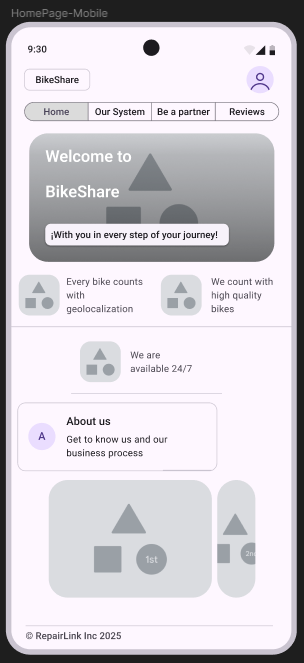 HomePage-Mobile
9:30
BikeShare
Home Our System Be a partner Reviews
Welcome to
BikeShare
¡With you in every step of your journey!
Every bike counts
with
geolocalization
We count with
high quality
bikes
We are
available 24/7
About us
A
Get to know us and our
business process
1st
© RepairLink Inc 2025